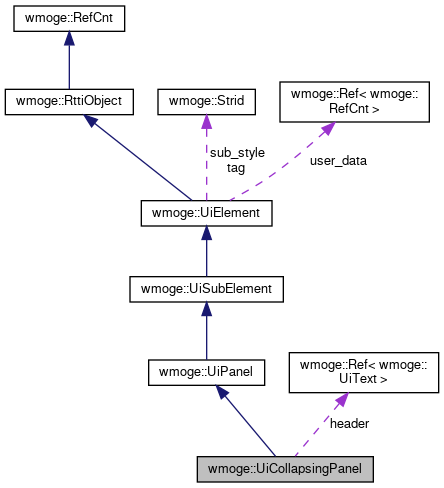 wmoge::RefCnt
wmoge::RttiObject
wmoge::Strid
wmoge::Ref< wmoge::
RefCnt >
sub_style
tag
user_data
wmoge::UiElement
wmoge::UiSubElement
wmoge::UiPanel
wmoge::Ref< wmoge::
UiText >
header
wmoge::UiCollapsingPanel